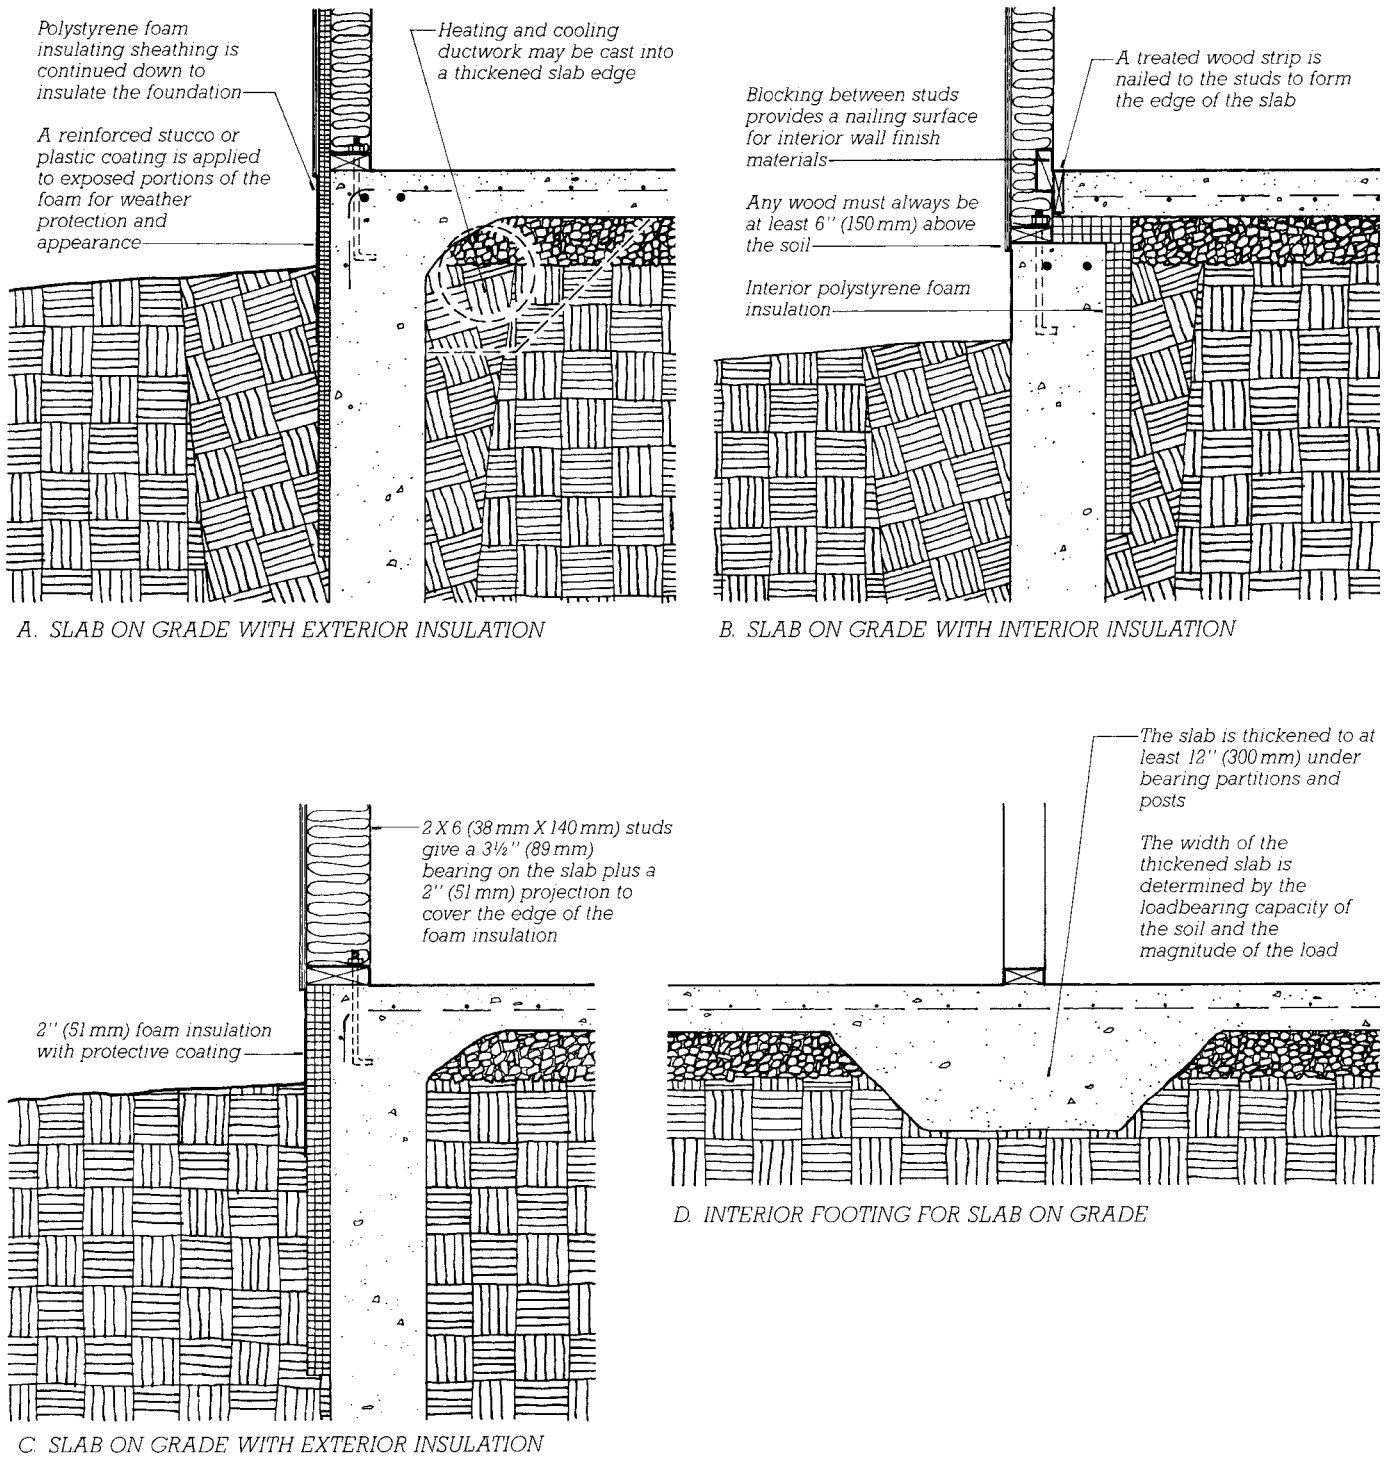 Polystyrene foam
insulating sheathing is
continued down to
insulate the foundation
A reinforced stucco or
plastic coating is applied
to exposed portions of the
foam for weather
protection and
appearance
Heating and cooling
ductwork may be cast into
a thickened slab edge
A. SLAB ON GRADE WITH EXTERIOR INSULATION
Blocking between studs
provides a nailing surface
for interior wall finish
materials
Any wood must always be
at least 6" (150 mm) above
the soil
Interior polystyrene foam
insulation
A treated wood strip is
nailed to the studs to form
the edge of the slab
B. SLAB ON GRADE WITH INTERIOR INSULATION
2 X 6 (38 mm X 140 mm) studs
give a 3½" (89 mm)
bearing on the slab plus a
2" (51 mm) projection to
cover the edge of the
foam insulation
2" (51 mm) foam insulation
with protective coating
C. SLAB ON GRADE WITH EXTERIOR INSULATION
The slab is thickened to at
least 12" (300 mm) under
bearing partitions and
posts
The width of the
thickened slab is
determined by the
loadbearing capacity of
the soil and the
magnitude of the load
D. INTERIOR FOOTING FOR SLAB ON GRADE